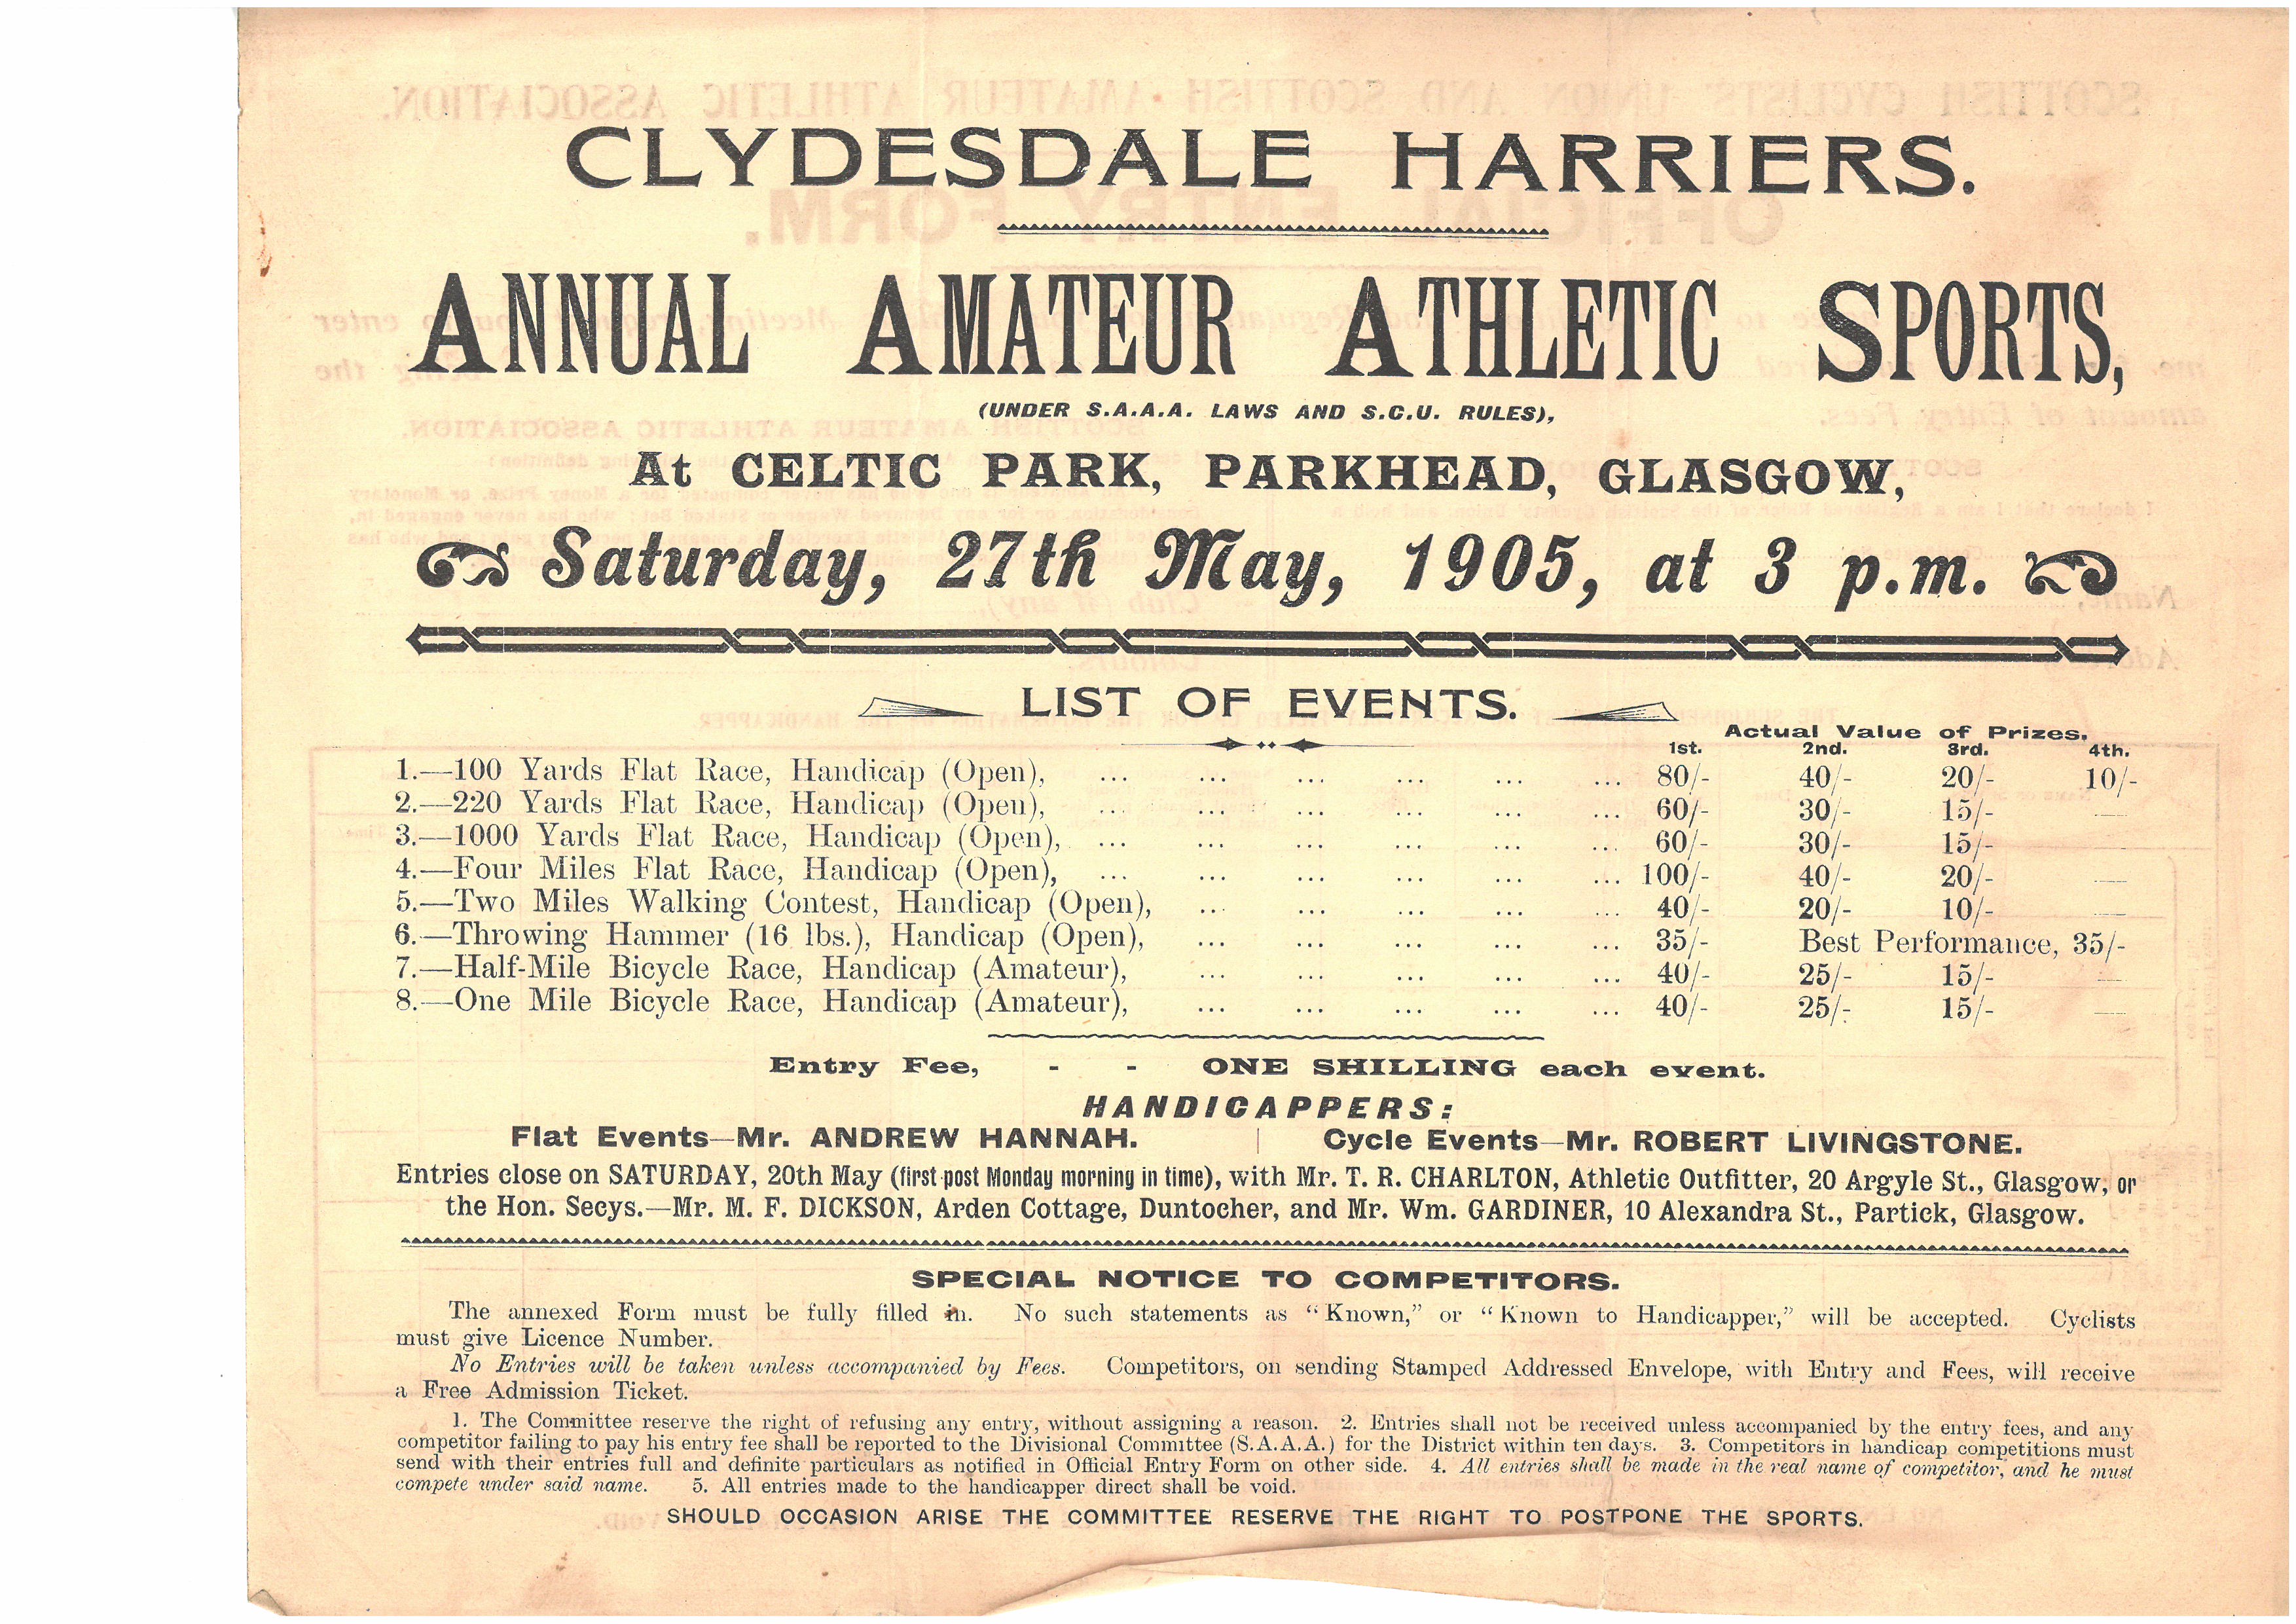 CLYDESDALE HARRIERS.
ANNUAL AMATEUR ATHLETIC SPORTS,
(UNDER S.A.A.A. LAWS AND S.C.U. RULES),
At CELTIC PARK, PARKHEAD, GLASGOW,
Saturday, 27th May, 1905, at 3 p.m.
LIST OF EVENTS.
Actual Value of Prizes.
1st. 2nd. 3rd. 4th.
1.—100 Yards Flat Race, Handicap (Open), ... ... ... ... ... ... 80/- 40/- 20/- 10/-
2.—220 Yards Flat Race, Handicap (Open), ... ... ... ... ... ... 60/- 30/- 15/- —
3.—1000 Yards Flat Race, Handicap (Open), ... ... ... ... ... ... 60/- 30/- 15/- -
4.—Four Miles Flat Race, Handicap (Open), ... ... ... ... ... ... 100/- 40/- 20/- —
5.—Two Miles Walking Contest, Handicap (Open), ... ... ... ... ... 40/- 20/- 10/- —
6.—Throwing Hammer (16 lbs.), Handicap (Open), ... ... ... ... ... 35/- Best Performance, 35/-
7.—Half-Mile Bicycle Race, Handicap (Amateur), ... ... ... ... ... 40/- 25/- 15/- —
8.—One Mile Bicycle Race, Handicap (Amateur), ... ... ... ... ... 40/- 25/- 15/- —
Entry Fee, - - ONE SHILLING each event.
HANDICAPPERS:
Flat Events—Mr. ANDREW HANNAH. | Cycle Events—Mr. ROBERT LIVINGSTONE.
Entries close on SATURDAY, 20th May (first post Monday morning in time), with Mr. T. R. CHARLTON, Athletic Outfitter, 20 Argyle St., Glasgow, or
the Hon. Secys.—Mr. M. F. DICKSON, Arden Cottage, Duntocher, and Mr. Wm. GARDINER, 10 Alexandra St., Partick, Glasgow.
SPECIAL NOTICE TO COMPETITORS.
The annexed Form must be fully filled in. No such statements as "Known," or "Known to Handicapper," will be accepted. Cyclists
must give Licence Number.
No Entries will be taken unless accompanied by Fees. Competitors, on sending Stamped Addressed Envelope, with Entry and Fees, will receive
a Free Admission Ticket.
1. The Committee reserve the right of refusing any entry, without assigning a reason. 2. Entries shall not be received unless accompanied by the entry fees, and any
competitor failing to pay his entry fee shall be reported to the Divisional Committee (S.A.A.A.) for the District within ten days. 3. Competitors in handicap competitions must
send with their entries full and definite particulars as notified in Official Entry Form on other side. 4. All entries shall be made in the real name of competitor, and he must
compete under said name. 5. All entries made to the handicapper direct shall be void.
SHOULD OCCASION ARISE THE COMMITTEE RESERVE THE RIGHT TO POSTPONE THE SPORTS.